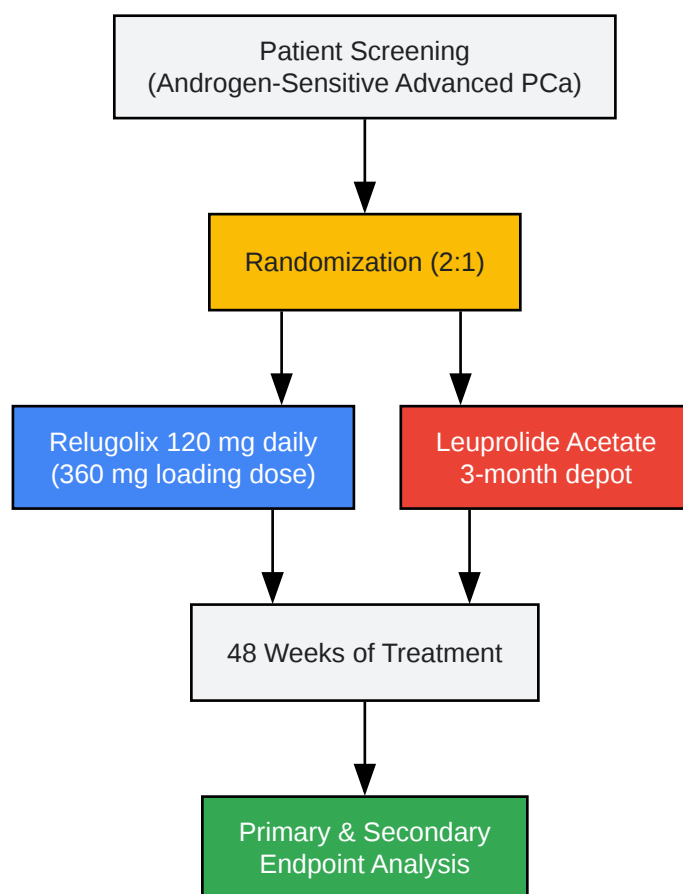 Patient Screening
(Androgen-Sensitive Advanced PCa)
Randomization (2:1)
Relugolix 120 mg daily
(360 mg loading dose)
Leuprolide Acetate
3-month depot
48 Weeks of Treatment
Primary & Secondary
Endpoint Analysis